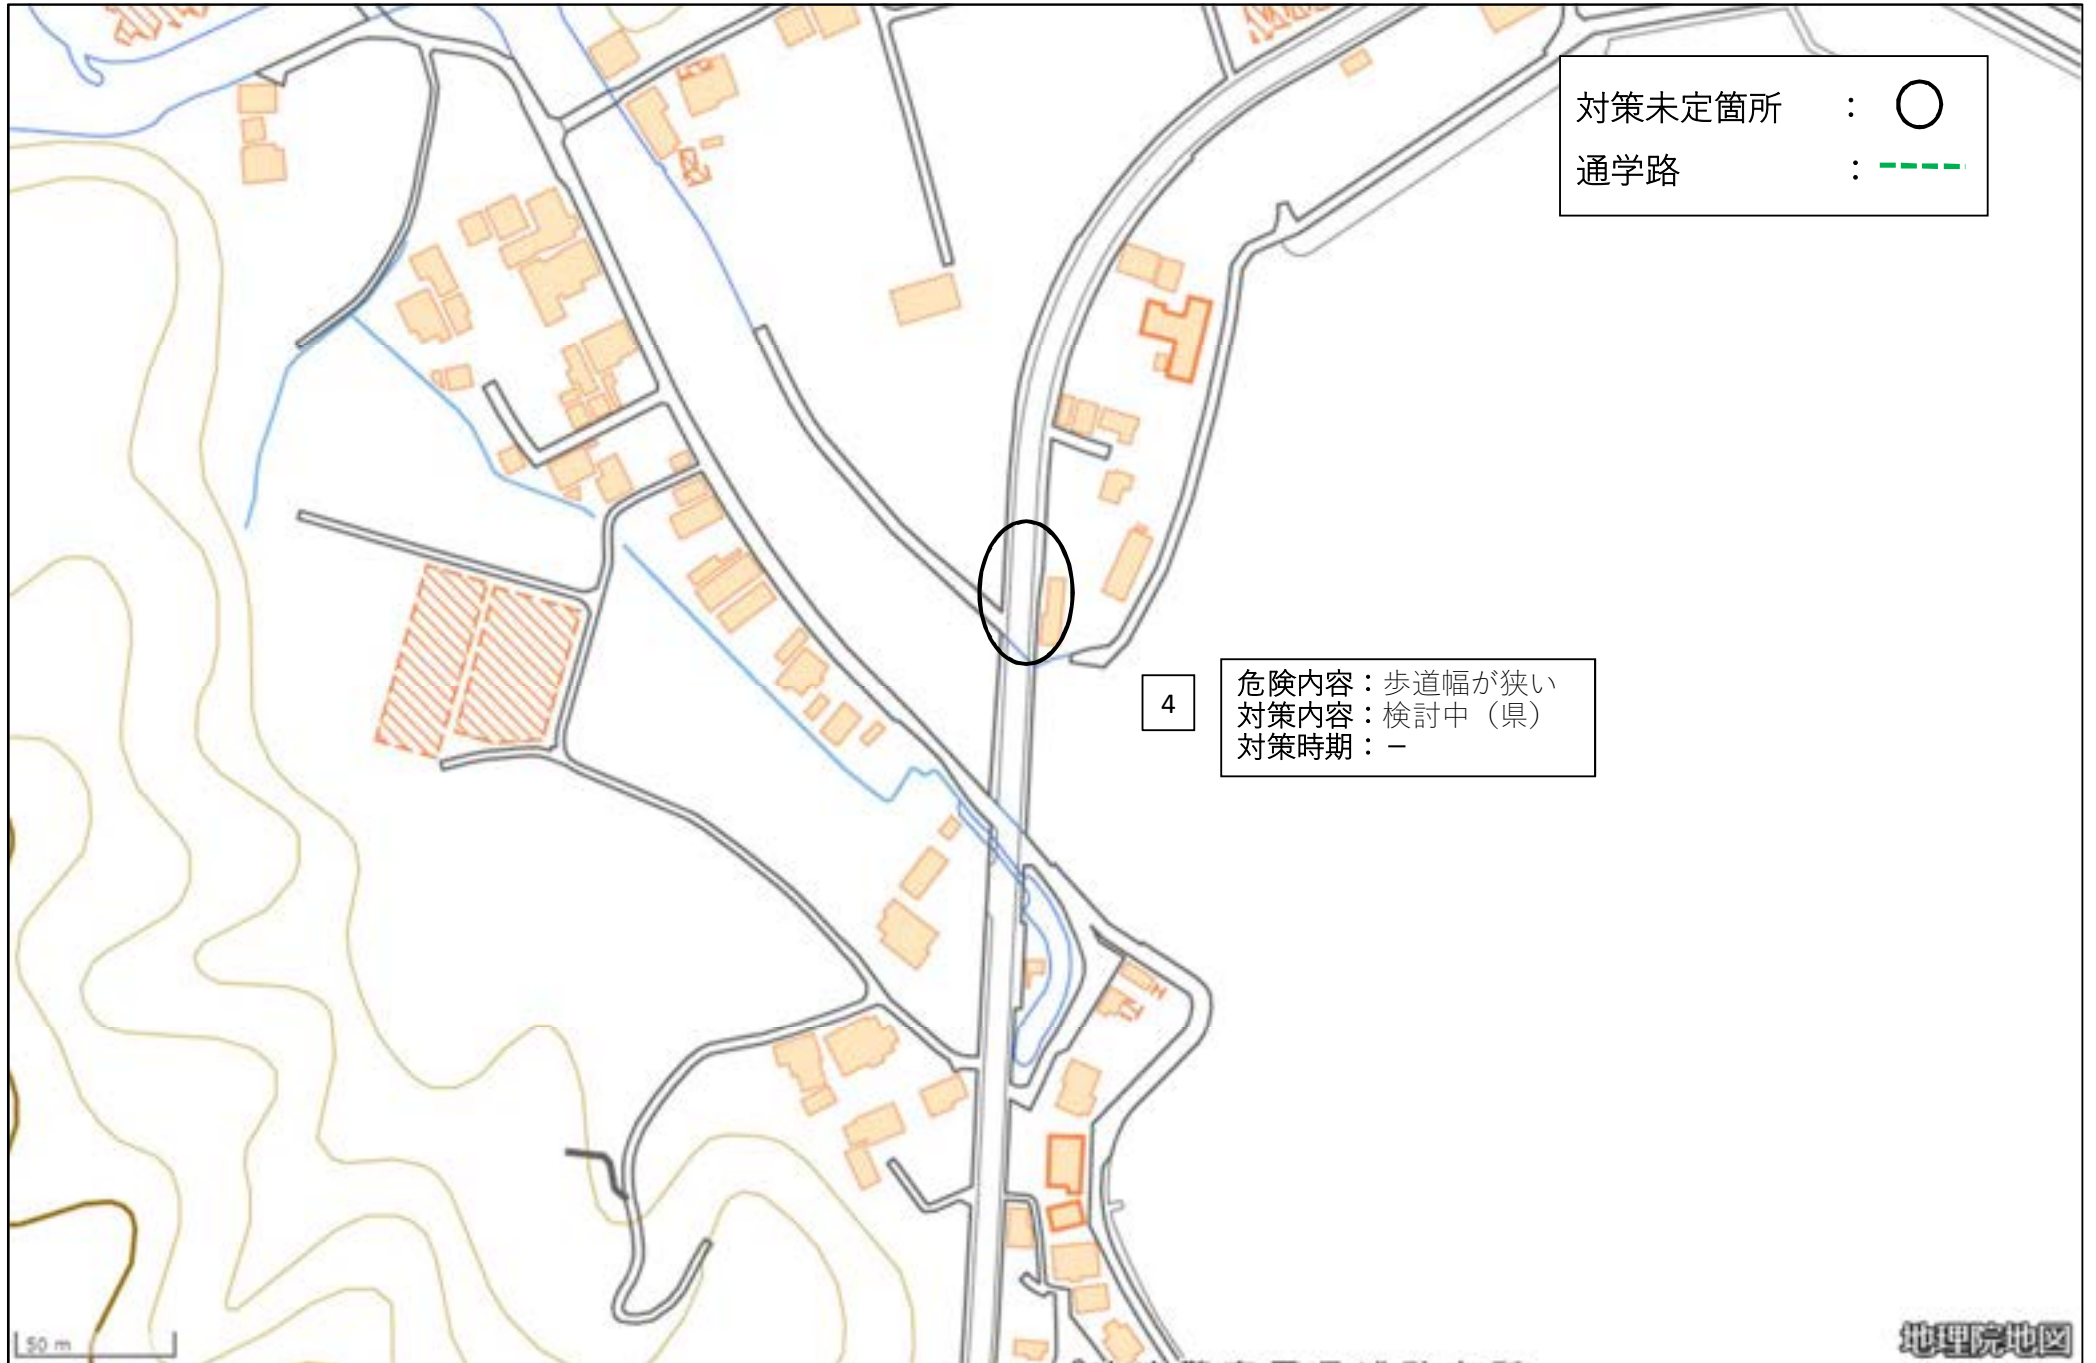 対策未定箇所 ：
通学路 ：
4
危険内容：歩道幅が狭い
対策内容：検討中（県）
対策時期：－
50 m
地理院地図